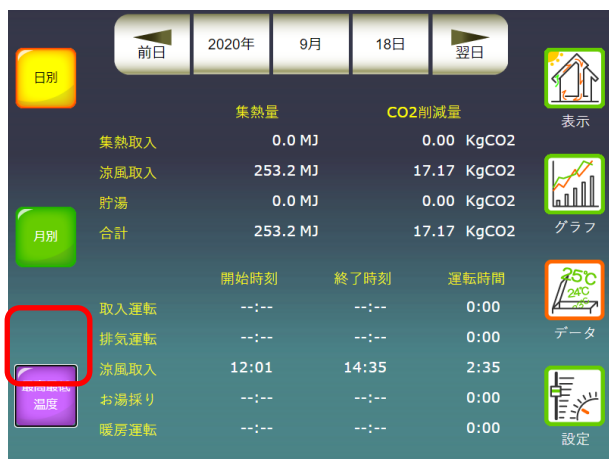 前日 2020年 9月 18日 翌日
日別
表示
集熱量 CO2削減量
集熱取入 0.0 MJ 0.00 KgCO2
涼風取入 253.2 MJ 17.17 KgCO2
貯湯 0.0 MJ 0.00 KgCO2
合計 253.2 MJ 17.17 KgCO2
月別
グラフ
開始時刻 終了時刻 運転時間
取入運転 --:-- --:-- 0:00
排気運転 --:-- --:-- 0:00
涼風取入 12:01 14:35 2:35
お湯採り --:-- --:-- 0:00
暖房運転 --:-- --:-- 0:00
25℃
24℃
23℃
データ
最高最低
温度
設定